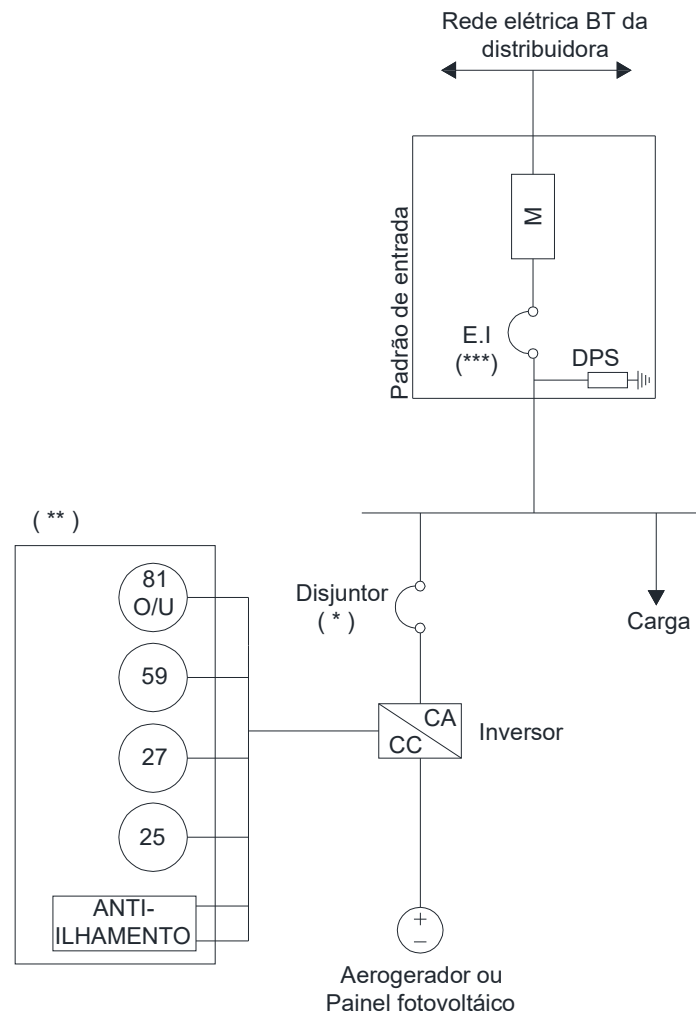 Rede elétrica BT da
distribuidora
Padrão de entrada
M
E.I
(***)
DPS
( ** )
81
O/U
59
27
25
ANTI-
ILHAMENTO
Disjuntor
( * )
Carga
CA
CC
Inversor
+
−
Aerogerador ou
Painel fotovoltáico